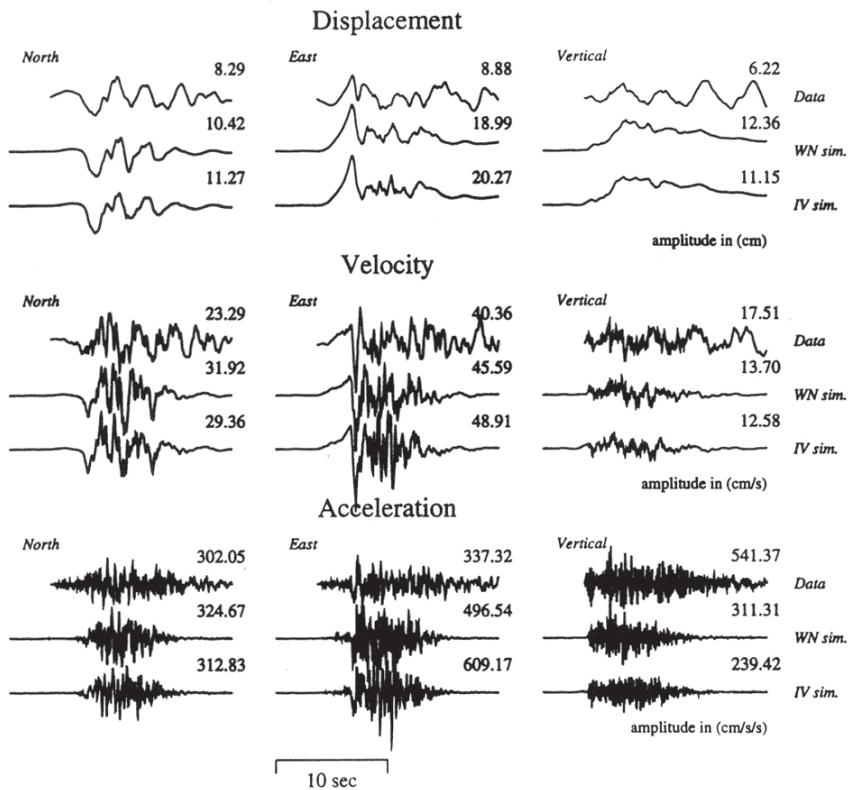 Displacement
North East Vertical
8.29 8.88 6.22 Data
10.42 18.99 12.36 WN sim.
11.27 20.27 11.15 IV sim.
amplitude in (cm)
Velocity
North East Vertical
23.29 40.36 17.51 Data
31.92 45.59 13.70 WN sim.
29.36 48.91 12.58 IV sim.
amplitude in (cm/s)
Acceleration
North East Vertical
302.05 337.32 541.37 Data
324.67 496.54 311.31 WN sim.
312.83 609.17 239.42 IV sim.
amplitude in (cm/s/s)
10 sec